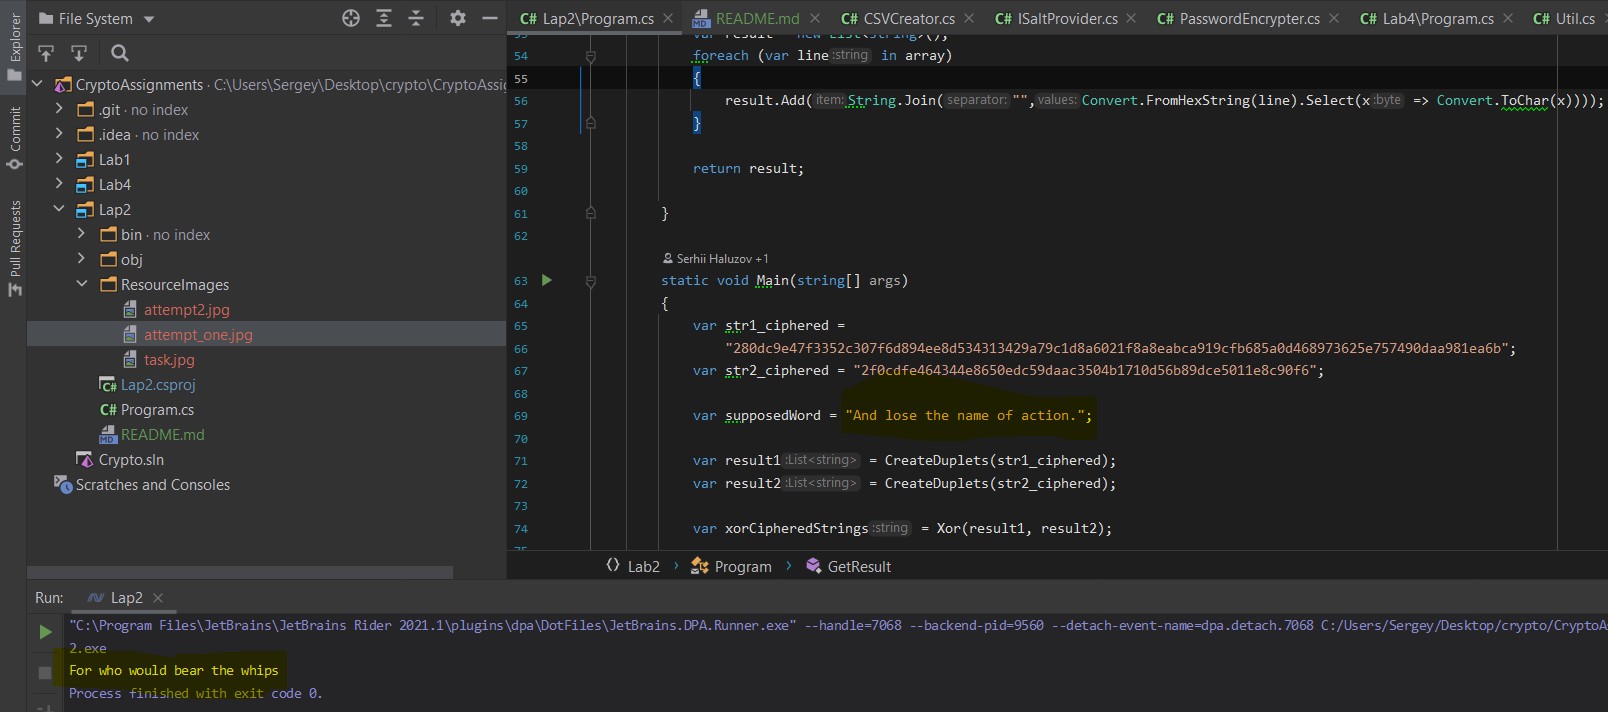 File System
Lap2\Program.cs
README.md
CSVCreator.cs
ISaltProvider.cs
PasswordEncrypter.cs
Lab4\Program.cs
Util.cs
Explorer
Commit
Pull Requests
CryptoAssignments · C:\Users\Sergey\Desktop\crypto\CryptoAssi
.git · no index
.idea · no index
Lab1
Lab4
Lap2
bin · no index
obj
ResourceImages
attempt2.jpg
attempt_one.jpg
task.jpg
Lap2.csproj
Program.cs
README.md
Crypto.sln
Scratches and Consoles
53 var result = new List<string>();
54 foreach (var line :string in array)
55 {
56 result.Add( item: String.Join( separator: "", values: Convert.FromHexString(line).Select(x :byte => Convert.ToChar(x))));
57 }
58
59 return result;
60
61 }
62
Serhii Haluzov +1
63 static void Main(string[] args)
64 {
65 var str1_ciphered =
66 "280dc9e47f3352c307f6d894ee8d534313429a79c1d8a6021f8a8eabca919cfb685a0d468973625e757490daa981ea6b";
67 var str2_ciphered = "2f0cdfe464344e8650edc59daac3504b1710d56b89dce5011e8c90f6";
68
69 var supposedWord = "And lose the name of action.";
70
71 var result1 :List<string> = CreateDuplets(str1_ciphered);
72 var result2 :List<string> = CreateDuplets(str2_ciphered);
73
74 var xorCipheredStrings :string = Xor(result1, result2);
75
Lab2 › Program › GetResult
Run: Lap2
"C:\Program Files\JetBrains\JetBrains Rider 2021.1\plugins\dpa\DotFiles\JetBrains.DPA.Runner.exe" --handle=7068 --backend-pid=9560 --detach-event-name=dpa.detach.7068 C:/Users/Sergey/Desktop/crypto/CryptoA
2.exe
For who would bear the whips
Process finished with exit code 0.